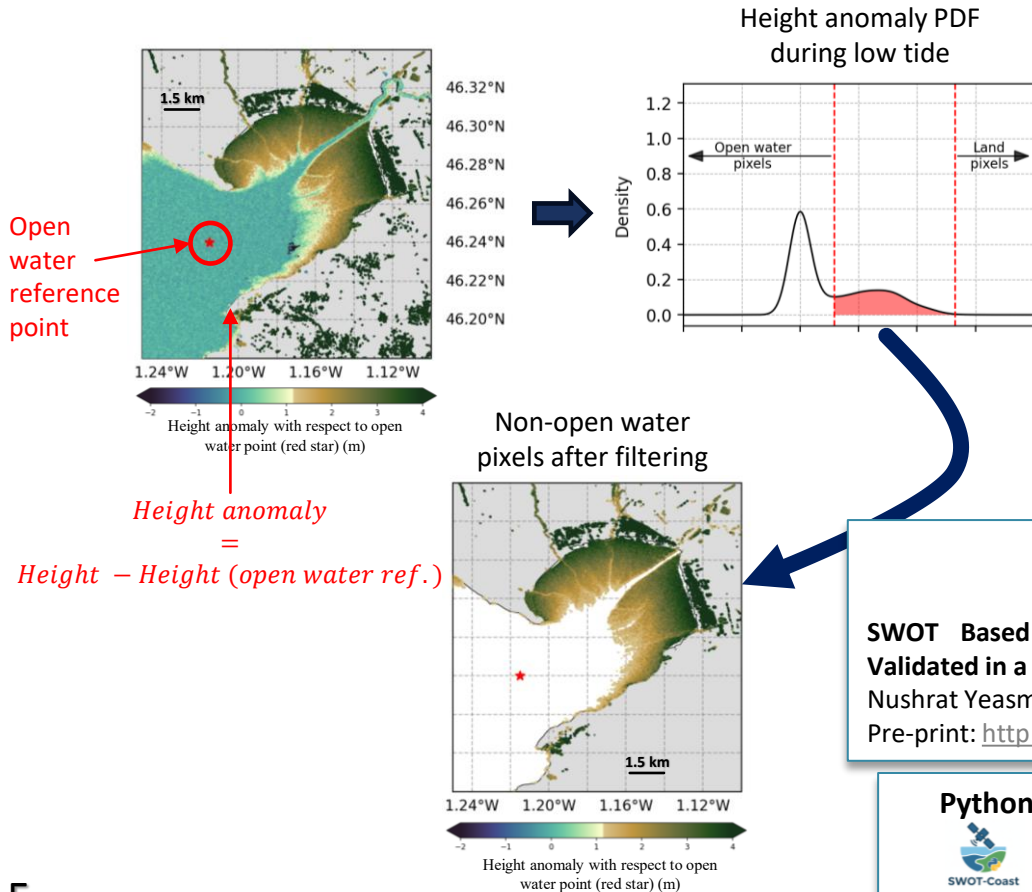 Height anomaly PDF
during low tide
1.5 km
46.32°N
46.30°N
46.28°N
46.26°N
46.24°N
46.22°N
46.20°N
1.24°W 1.20°W 1.16°W 1.12°W
−2 −1 0 1 2 3 4
Height anomaly with respect to open
water point (red star) (m)
Open
water
reference
point
Height anomaly
=
Height − Height (open water ref.)
Density
1.2
1.0
0.8
0.6
0.4
0.2
0.0
Open water
pixels
Land
pixels
Non-open water
pixels after filtering
1.5 km
1.24°W 1.20°W 1.16°W 1.12°W
−2 −1 0 1 2 3 4
Height anomaly with respect to open
water point (red star) (m)
SWOT Based
Validated in a
Nushrat Yeasm
Pre-print: http
Python
SWOT-Coast